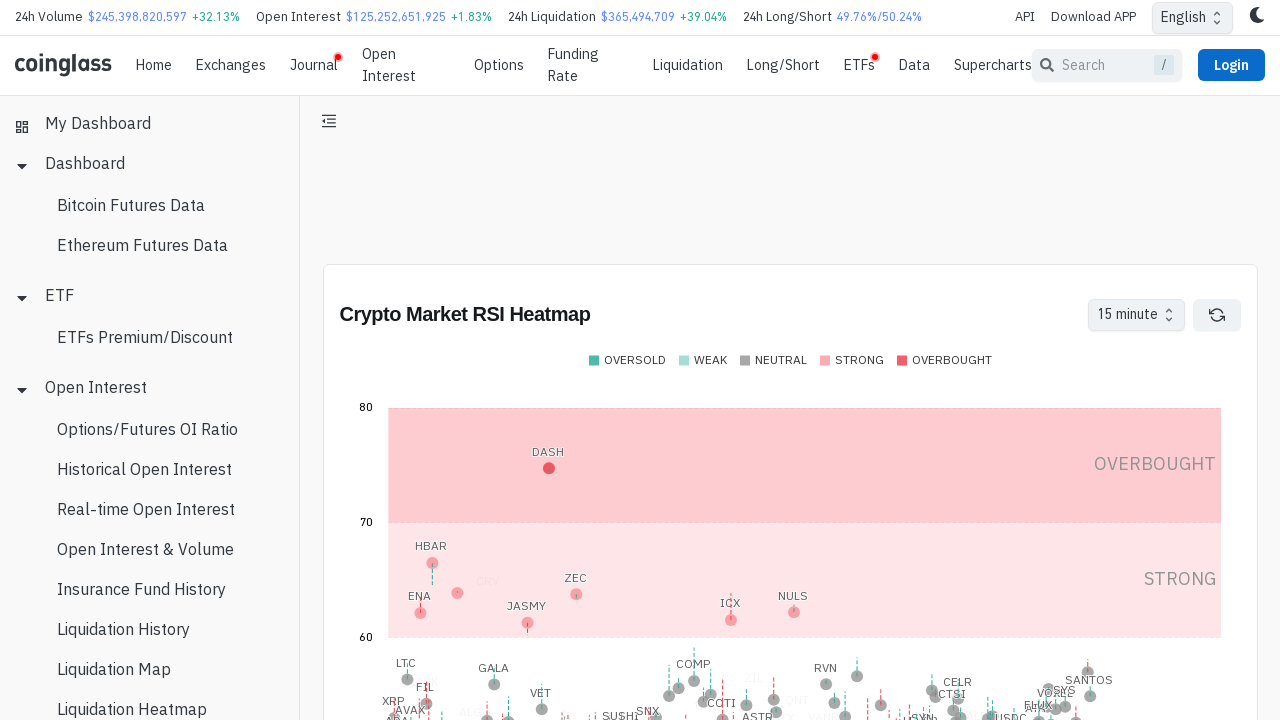 24h Volume $245,398,820,597 +32.13% Open Interest $125,252,651,925 +1.83% 24h Liquidation $365,494,709 +39.04% 24h Long/Short 49.76%/50.24% API Download APP English
coinglass Home Exchanges Journal Open Interest Options Funding Rate Liquidation Long/Short ETFs Data Supercharts Search / Login
My Dashboard
Dashboard
Bitcoin Futures Data
Ethereum Futures Data
ETF
ETFs Premium/Discount
Open Interest
Options/Futures OI Ratio
Historical Open Interest
Real-time Open Interest
Open Interest & Volume
Insurance Fund History
Liquidation History
Liquidation Map
Liquidation Heatmap
Crypto Market RSI Heatmap
15 minute
OVERSOLD WEAK NEUTRAL STRONG OVERBOUGHT
80
DASH
OVERBOUGHT
70
HBAR
CRV
ZEC
STRONG
ENA
JASMY
ICX
NULS
60
LTC
GALA
COMP
RVN
ZIL
CELR
SANTOS
FIL
VET
CTSI
SYS
XRP
COTI
ONT
AVAX
ALGO
SNX
SUSHI
ASTR
FLUX
USDC